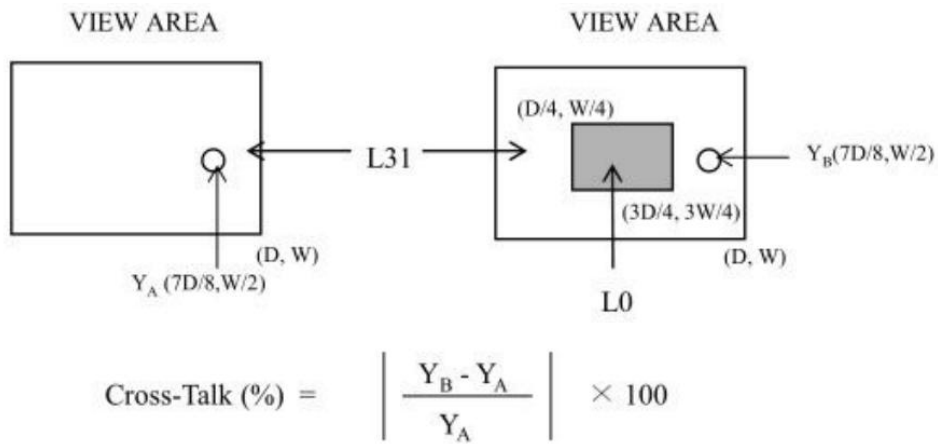 VIEW AREA
VIEW AREA
(D/4, W/4)
L31
Y_B(7D/8,W/2)
(3D/4, 3W/4)
(D, W)
(D, W)
Y_A (7D/8,W/2)
L0
Cross-Talk (%) = | (Y_B - Y_A) / Y_A | × 100